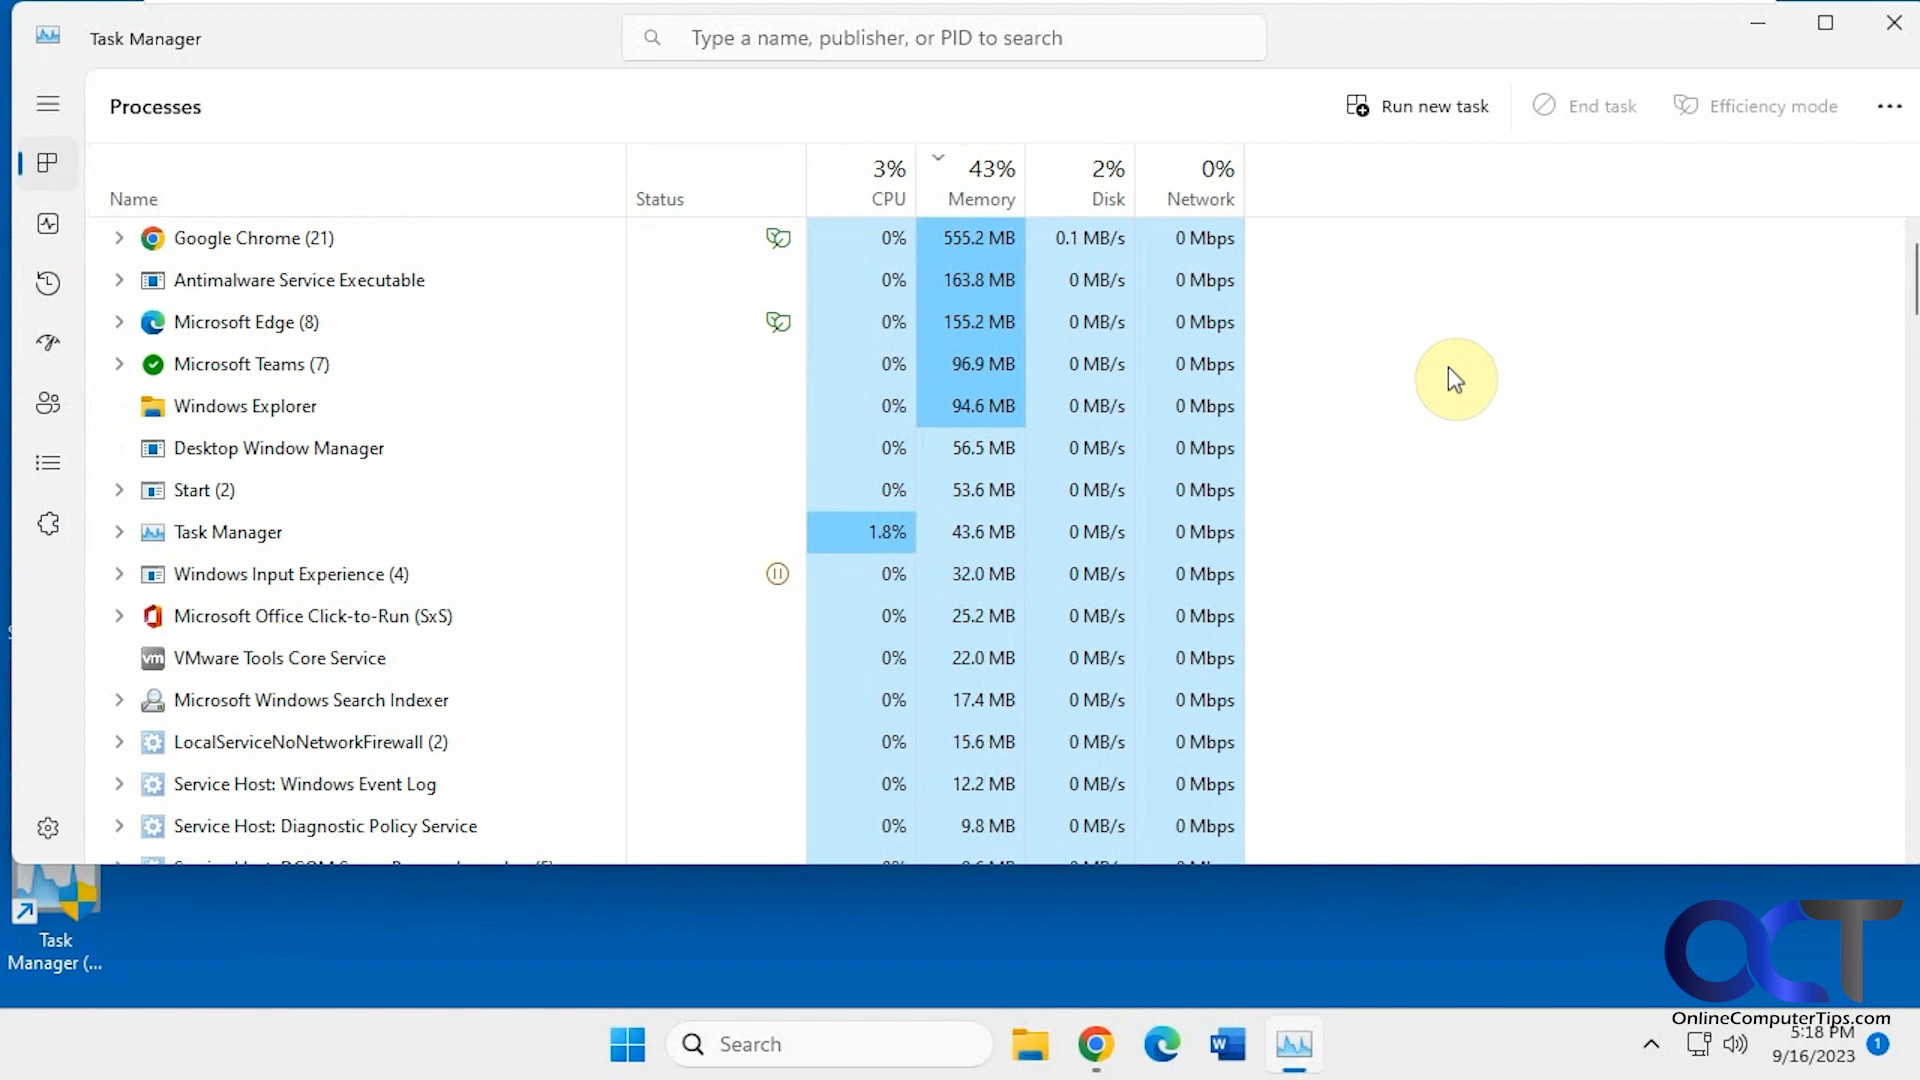 Task Manager
Type a name, publisher, or PID to search
Processes
Run new task
End task
Efficiency mode
3% 43% 2% 0%
Name Status CPU Memory Disk Network
Google Chrome (21) 0% 555.2 MB 0.1 MB/s 0 Mbps
Antimalware Service Executable 0% 163.8 MB 0 MB/s 0 Mbps
Microsoft Edge (8) 0% 155.2 MB 0 MB/s 0 Mbps
Microsoft Teams (7) 0% 96.9 MB 0 MB/s 0 Mbps
Windows Explorer 0% 94.6 MB 0 MB/s 0 Mbps
Desktop Window Manager 0% 56.5 MB 0 MB/s 0 Mbps
Start (2) 0% 53.6 MB 0 MB/s 0 Mbps
Task Manager 1.8% 43.6 MB 0 MB/s 0 Mbps
Windows Input Experience (4) 0% 32.0 MB 0 MB/s 0 Mbps
Microsoft Office Click-to-Run (SxS) 0% 25.2 MB 0 MB/s 0 Mbps
vm VMware Tools Core Service 0% 22.0 MB 0 MB/s 0 Mbps
Microsoft Windows Search Indexer 0% 17.4 MB 0 MB/s 0 Mbps
LocalServiceNoNetworkFirewall (2) 0% 15.6 MB 0 MB/s 0 Mbps
Service Host: Windows Event Log 0% 12.2 MB 0 MB/s 0 Mbps
Service Host: Diagnostic Policy Service 0% 9.8 MB 0 MB/s 0 Mbps
Task
Manager (...
OCT
OnlineComputerTips.com
Search
W
5:18 PM
9/16/2023
1